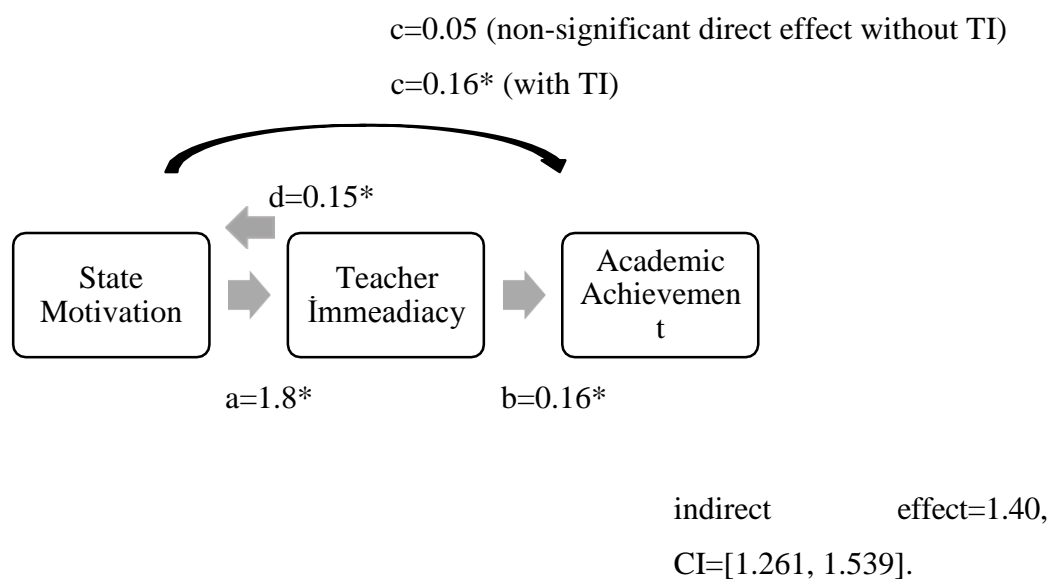 c=0.05 (non-significant direct effect without TI)
c=0.16* (with TI)
d=0.15*
State
Motivation
Teacher
İmmeadiacy
Academic
Achievemen
t
a=1.8*
b=0.16*
indirect effect=1.40,
CI=[1.261, 1.539].